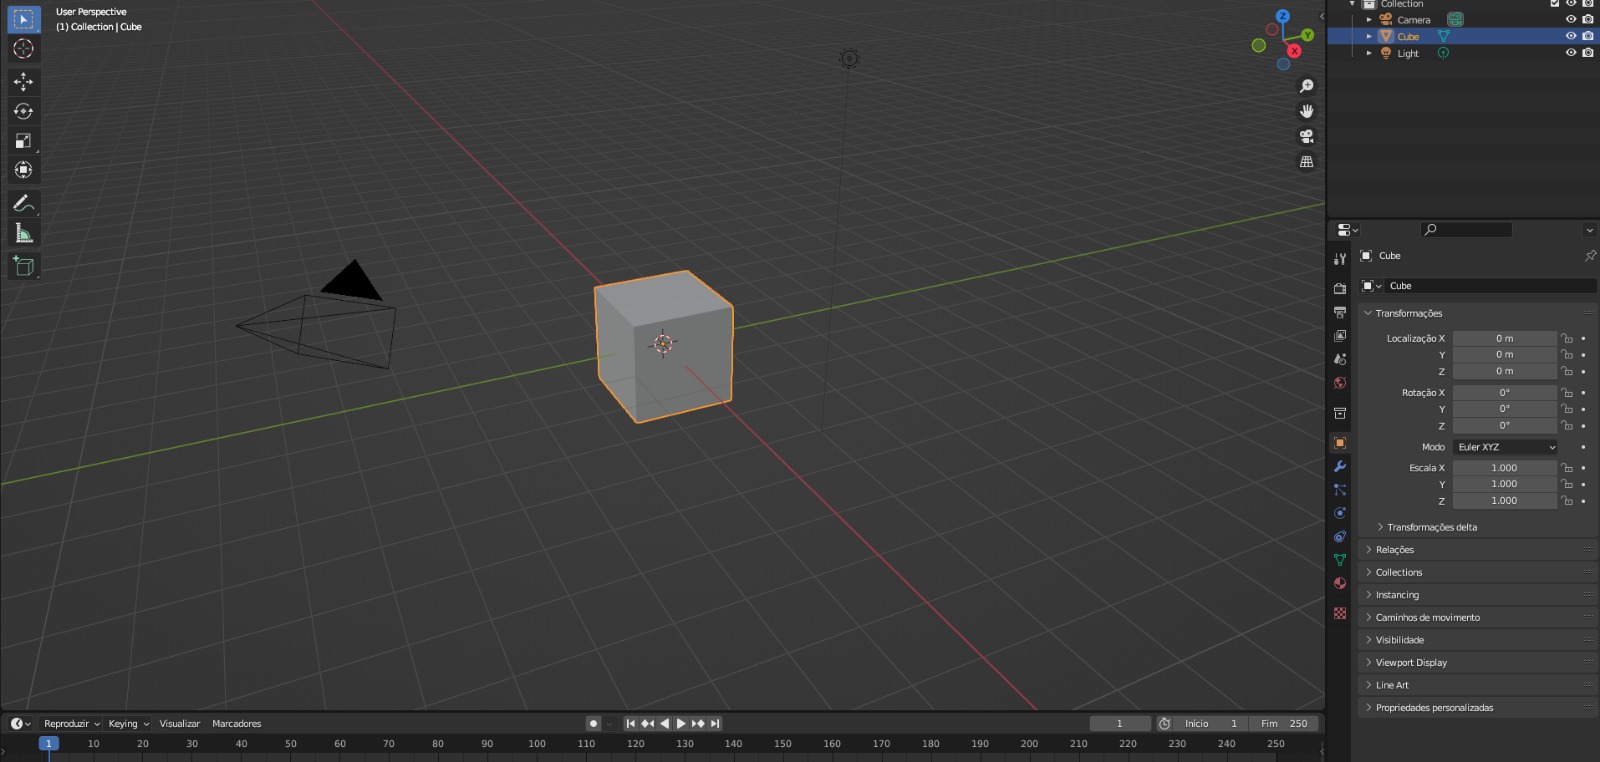 User Perspective
(1) Collection | Cube
Z
Y
X
Collection
Camera
Cube
Light
Cube
Cube
Transformações
Localização X 0 m
Y 0 m
Z 0 m
Rotação X 0°
Y 0°
Z 0°
Modo Euler XYZ
Escala X 1.000
Y 1.000
Z 1.000
Transformações delta
Relações
Collections
Instancing
Caminhos de movimento
Visibilidade
Viewport Display
Line Art
Propriedades personalizadas
Reproduzir Keying Visualizar Marcadores 1 Início 1 Fim 250
1 10 20 30 40 50 60 70 80 90 100 110 120 130 140 150 160 170 180 190 200 210 220 230 240 250